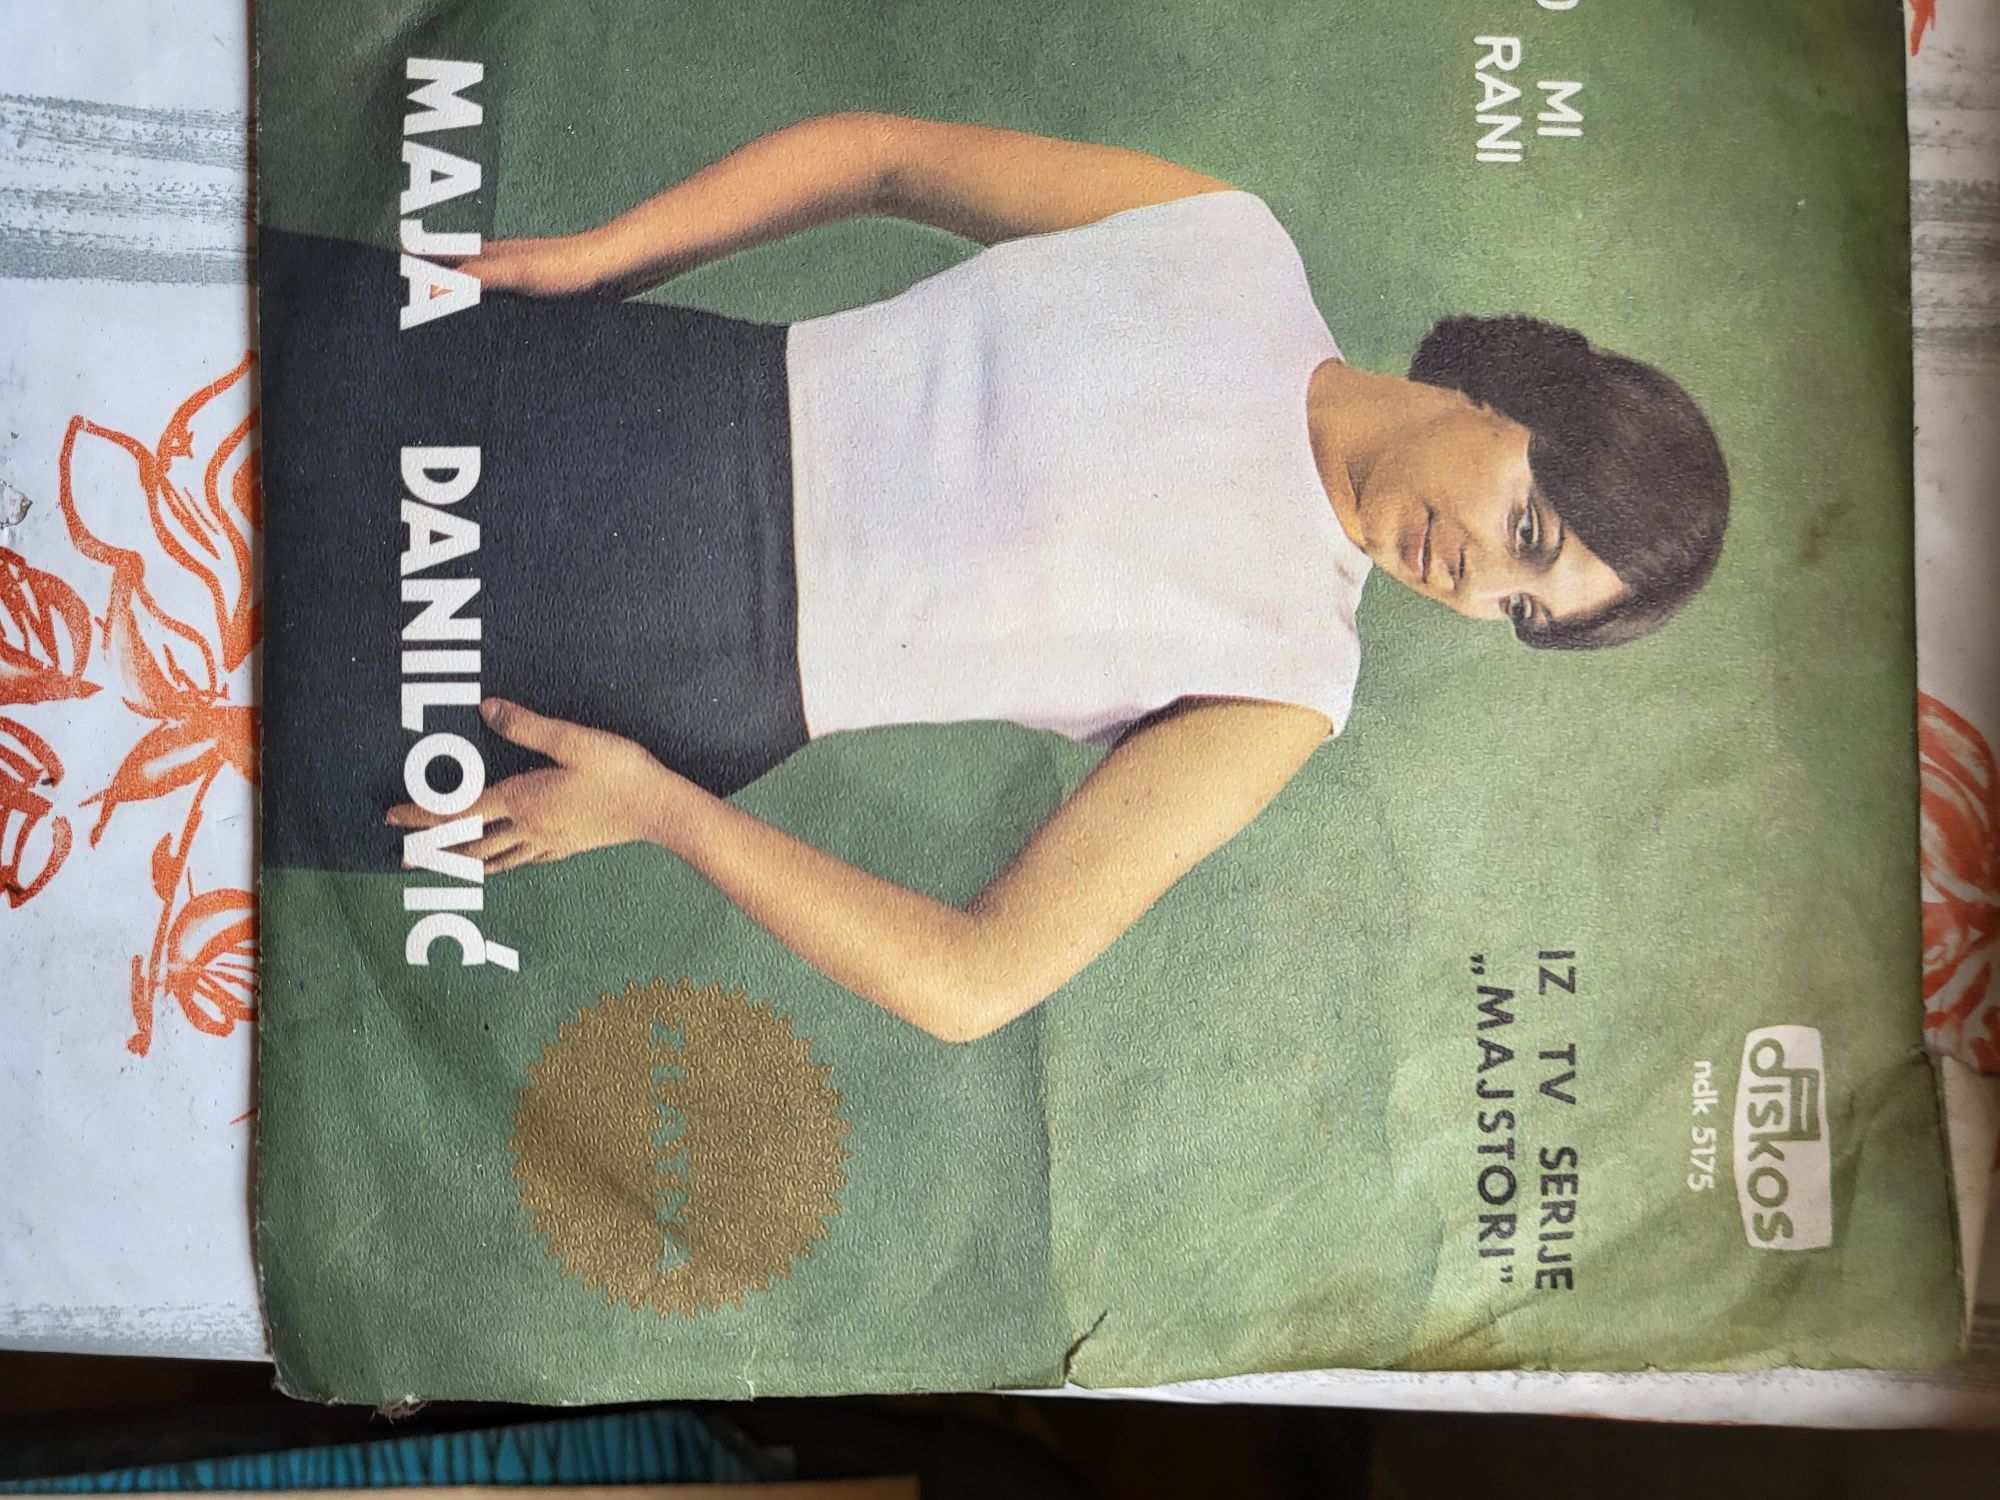 MI
RANI
diskos
ndk 5175
IZ TV SERIJE
„MAJSTORI”
ZLATNA
MAJA DANILOVIĆ